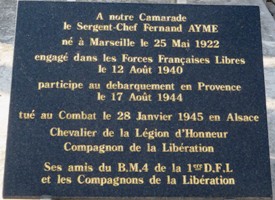 A notre Camarade
le Sergent-Chef Fernand AYME
né à Marseille le 25 Mai 1922
engagé dans les Forces Françaises Libres
le 12 Août 1940
participe au debarquement en Provence
le 17 Août 1944
tué au Combat le 28 Janvier 1945 en Alsace
Chevalier de la Légion d'Honneur
Compagnon de la Libération
Ses amis du B.M.4 de la 1ere D.F.L
et les Compagnons de la Libération